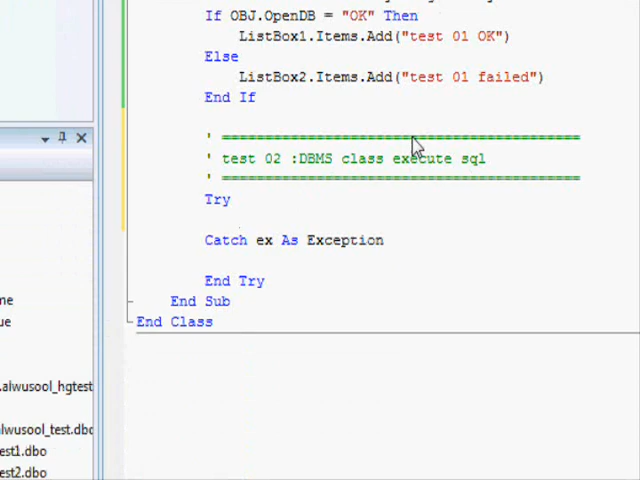 If OBJ.OpenDB = "OK" Then
ListBox1.Items.Add("test 01 OK")
Else
ListBox2.Items.Add("test 01 failed")
End If
' ==========================================
' test 02 :DBMS class execute sql
' ==========================================
Try
Catch ex As Exception
End Try
End Sub
End Class
me
ue
.alwusool_hgtest
alwusool_test.dbo
est1.dbo
est2.dbo